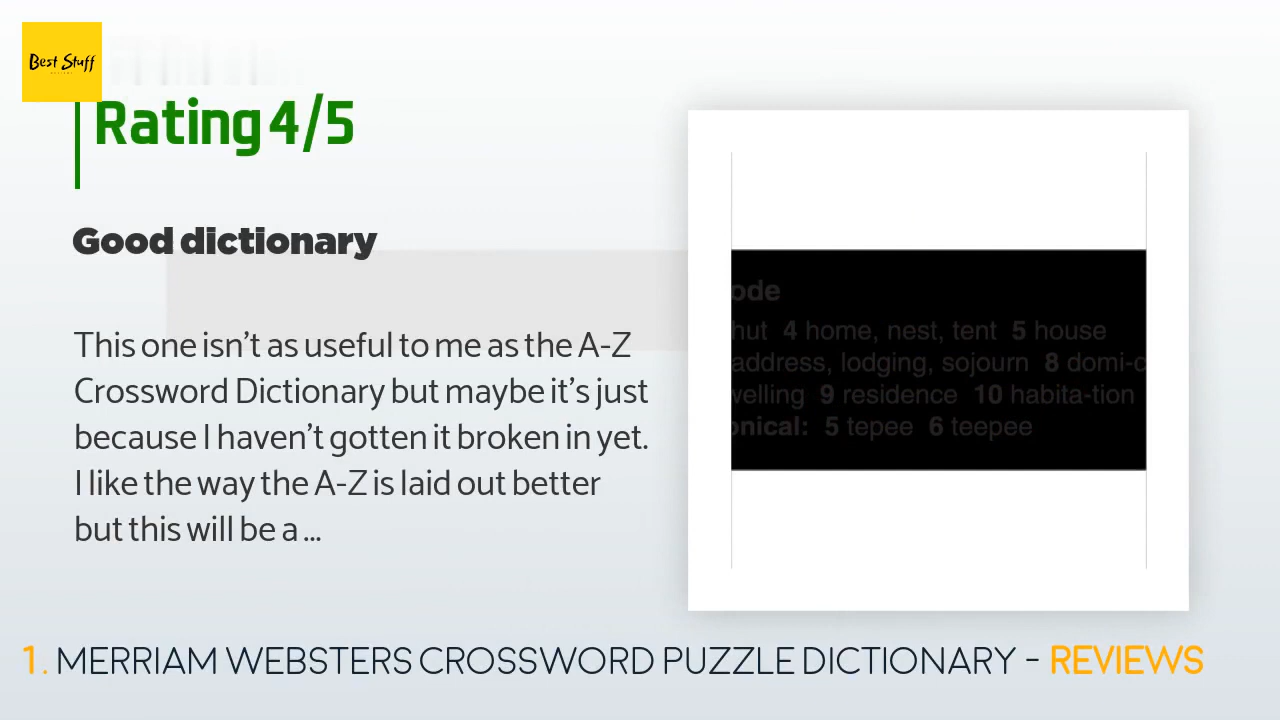 Best Stuff
Rating 4/5
Good dictionary
This one isn't as useful to me as the A-Z
Crossword Dictionary but maybe it's just
because I haven't gotten it broken in yet.
I like the way the A-Z is laid out better
but this will be a ...
ode
hut 4 home, nest, tent 5 house
address, lodging, sojourn 8 domi-c
welling 9 residence 10 habita-tion
onical: 5 tepee 6 teepee
1. MERRIAM WEBSTERS CROSSWORD PUZZLE DICTIONARY - REVIEWS